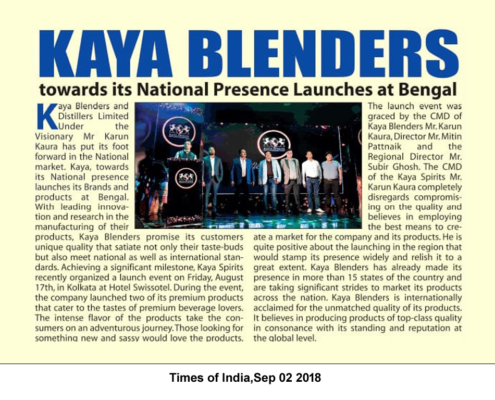 KAYA BLENDERS
towards its National Presence Launches at Bengal
Kaya Blenders and
Distillers Limited
Under the
Visionary Mr Karun
Kaura has put its foot
forward in the National
market. Kaya, towards
its National presence
launches its Brands and
products at Bengal.
With leading innova-
tion and research in the
manufacturing of their
products, Kaya Blenders promise its customers
unique quality that satiate not only their taste-buds
but also meet national as well as international stan-
dards. Achieving a significant milestone, Kaya Spirits
recently organized a launch event on Friday, August
17th, in Kolkata at Hotel Swissotel. During the event,
the company launched two of its premium products
that cater to the tastes of premium beverage lovers.
The intense flavor of the products take the con-
sumers on an adventurous journey. Those looking for
something new and sassy would love the products.
The launch event was
graced by the CMD of
Kaya Blenders Mr. Karun
Kaura, Director Mr. Mitin
Pattnaik and the
Regional Director Mr.
Subir Ghosh. The CMD
of the Kaya Spirits Mr.
Karun Kaura completely
disregards compromis-
ing on the quality and
believes in employing
the best means to cre-
ate a market for the company and its products. He is
quite positive about the launching in the region that
would stamp its presence widely and relish it to a
great extent. Kaya Blenders has already made its
presence in more than 15 states of the country and
are taking significant strides to market its products
across the nation. Kaya Blenders is internationally
acclaimed for the unmatched quality of its products.
It believes in producing products of top-class quality
in consonance with its standing and reputation at
the global level.
Times of India,Sep 02 2018